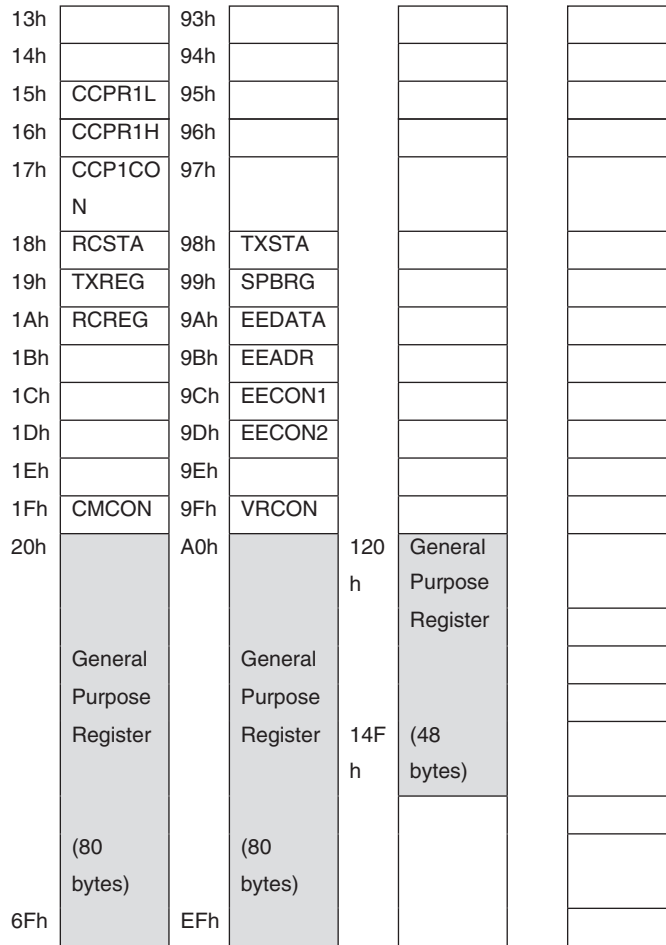 13h 93h
14h 94h
15h CCPR1L 95h
16h CCPR1H 96h
17h CCP1CO 97h
N
18h RCSTA 98h TXSTA
19h TXREG 99h SPBRG
1Ah RCREG 9Ah EEDATA
1Bh 9Bh EEADR
1Ch 9Ch EECON1
1Dh 9Dh EECON2
1Eh 9Eh
1Fh CMCON 9Fh VRCON
20h A0h 120 General
h Purpose
Register
General General
Purpose Purpose
Register Register 14F (48
h bytes)
(80 (80
bytes) bytes)
6Fh EFh